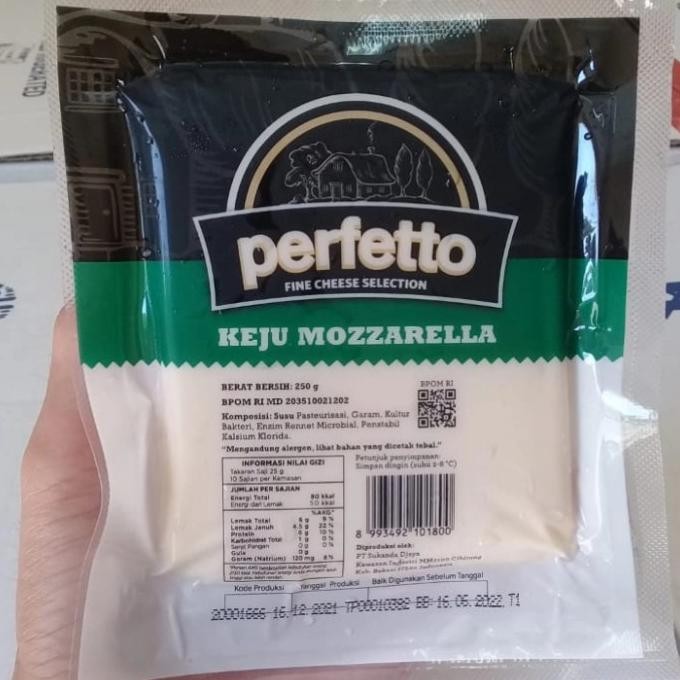 perfetto
FINE CHEESE SELECTION
KEJU MOZZARELLA
BERAT BERSIH: 250 g
BPOM RI MD 203510021202
BPOM RI
Komposisi: Susu Pasteurisasi, Garam, Kultur
Bakteri, Enzim Rennet Microbial, Penstabil
Kalsium Klorida.
"Mengandung alergen, lihat bahan yang dicetak tebal."
INFORMASI NILAI GIZI
Takaran Saji 25 g
10 Sajian per Kemasan
JUMLAH PER SAJIAN
Energi Total 80 kkal
Energi dari Lemak 50 kkal
%AKG*
Lemak Total 6 g 9 %
Lemak Jenuh 4.5 g 22 %
Protein 6 g 10 %
Karbohidrat Total 1 g 0 %
Serat Pangan 0 g 0 %
Gula 0 g
Garam (Natrium) 120 mg 8 %
Petunjuk penyimpanan:
Simpan dingin (suhu 2-8 °C)
8 993492 101800
Diproduksi oleh:
PT Sukanda Djaya
Kawasan Industri MM2100 Cibitung
Kode Produksi Tanggal Produksi Baik Digunakan Sebelum Tanggal
20001666 16.12.2021 TP00010382 BB: 16.06.2022 T1